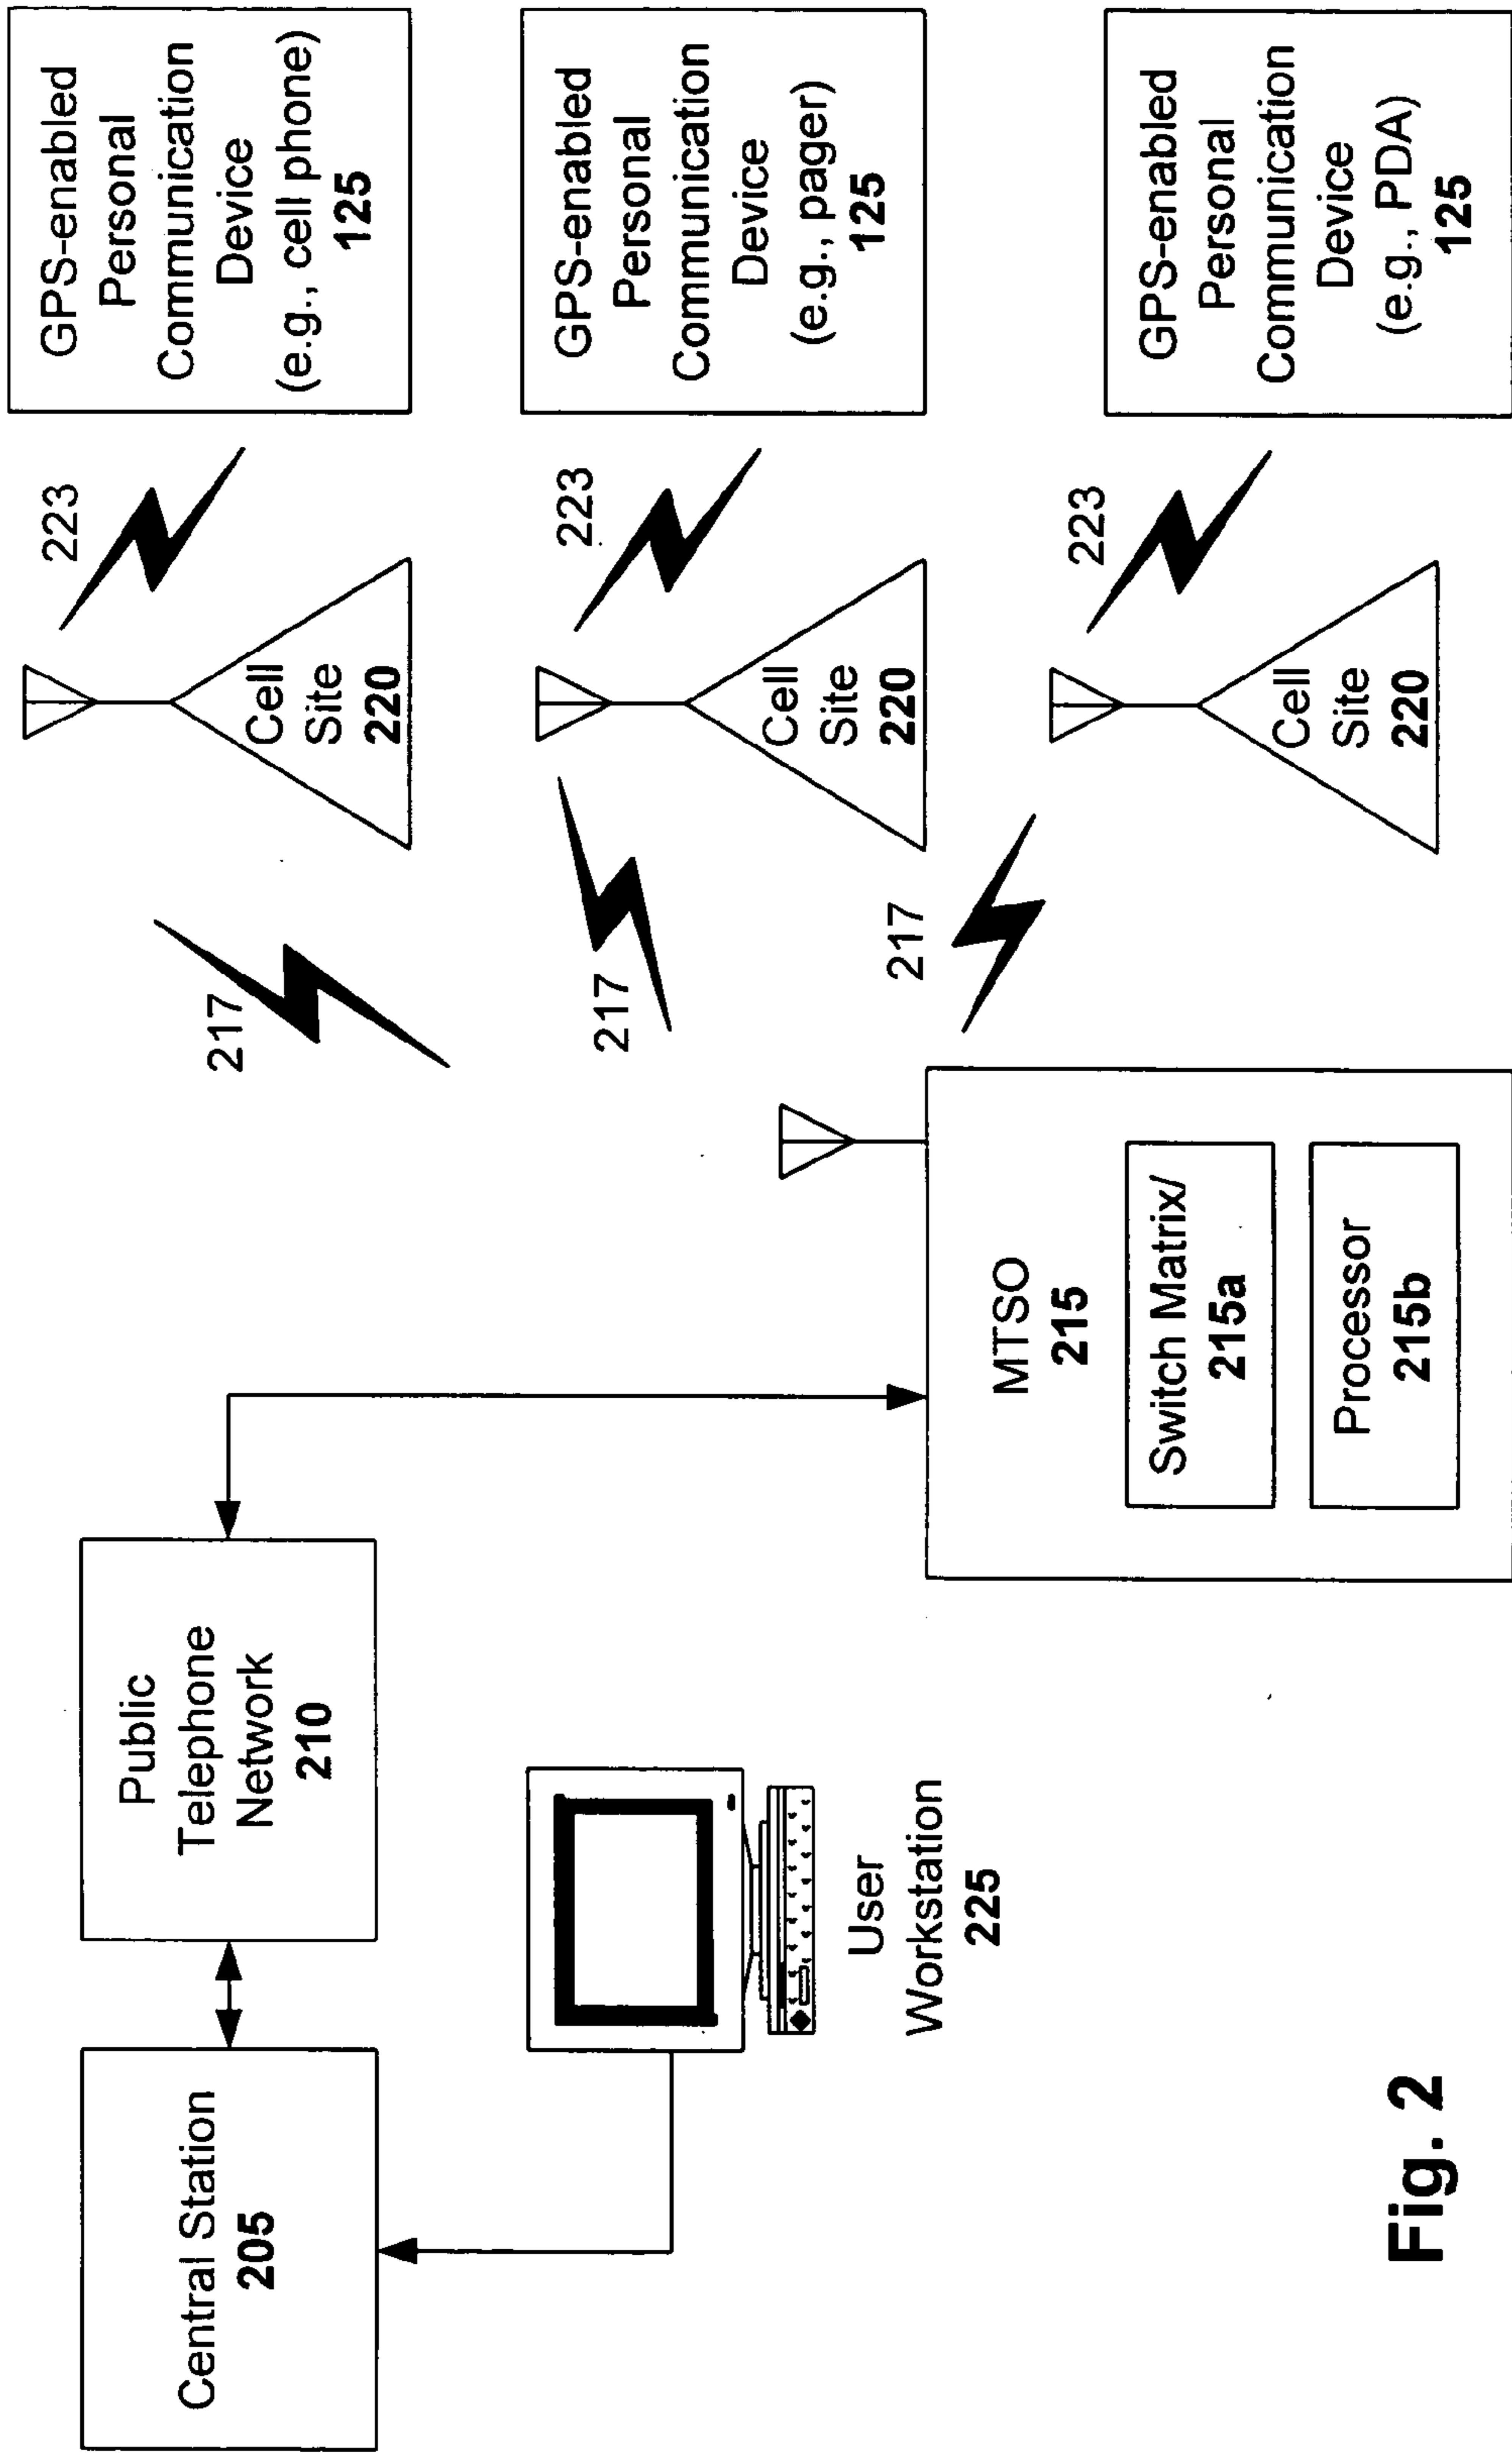 Central Station
205
Public
Telephone
Network
210
User
Workstation
225
MTSO
215
Switch Matrix/
215a
Processor
215b
217
217
217
Cell
Site
220
Cell
Site
220
Cell
Site
220
223
223
223
GPS-enabled
Personal
Communication
Device
(e.g., cell phone)
125
GPS-enabled
Personal
Communication
Device
(e.g., pager)
125
GPS-enabled
Personal
Communication
Device
(e.g., PDA)
125
Fig. 2